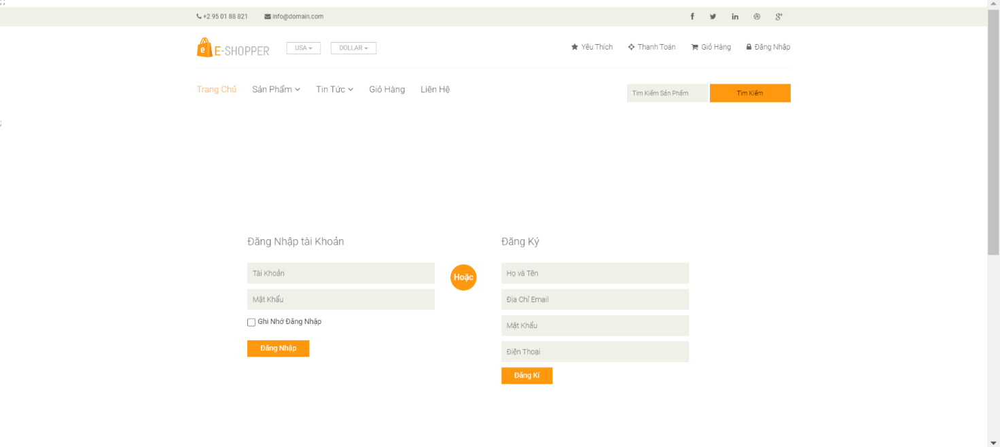 ; ;
+2 95 01 88 821 info@domain.com
E-SHOPPER USA DOLLAR Yêu Thích Thanh Toán Giỏ Hàng Đăng Nhập
Trang Chủ Sản Phẩm Tin Tức Giỏ Hàng Liên Hệ Tìm Kiếm Sản Phẩm Tìm Kiếm
;
Đăng Nhập tài Khoản Đăng Ký
Tài Khoản Hoặc Họ và Tên
Mật Khẩu Địa Chỉ Email
Ghi Nhớ Đăng Nhập Mật Khẩu
Đăng Nhập Điện Thoại
Đăng Kí